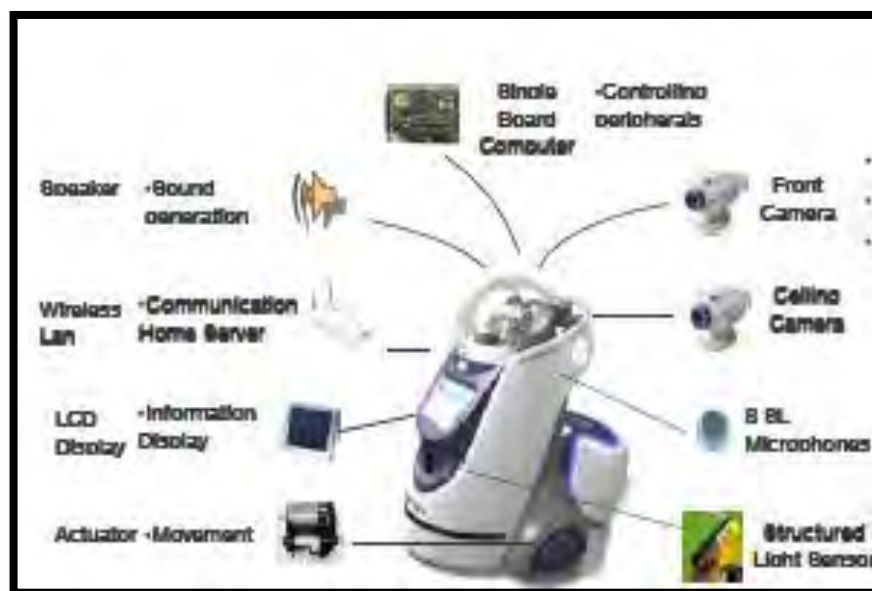 Single -Controlling
Board peripherals
Computer
Speaker -Sound
generation
Front
Camera
Wireless -Communication
Lan Home Server
Ceiling
Camera
LCD -Information
Display Display
8 SL
Microphones
Actuator -Movement
Structured
Light Sensor